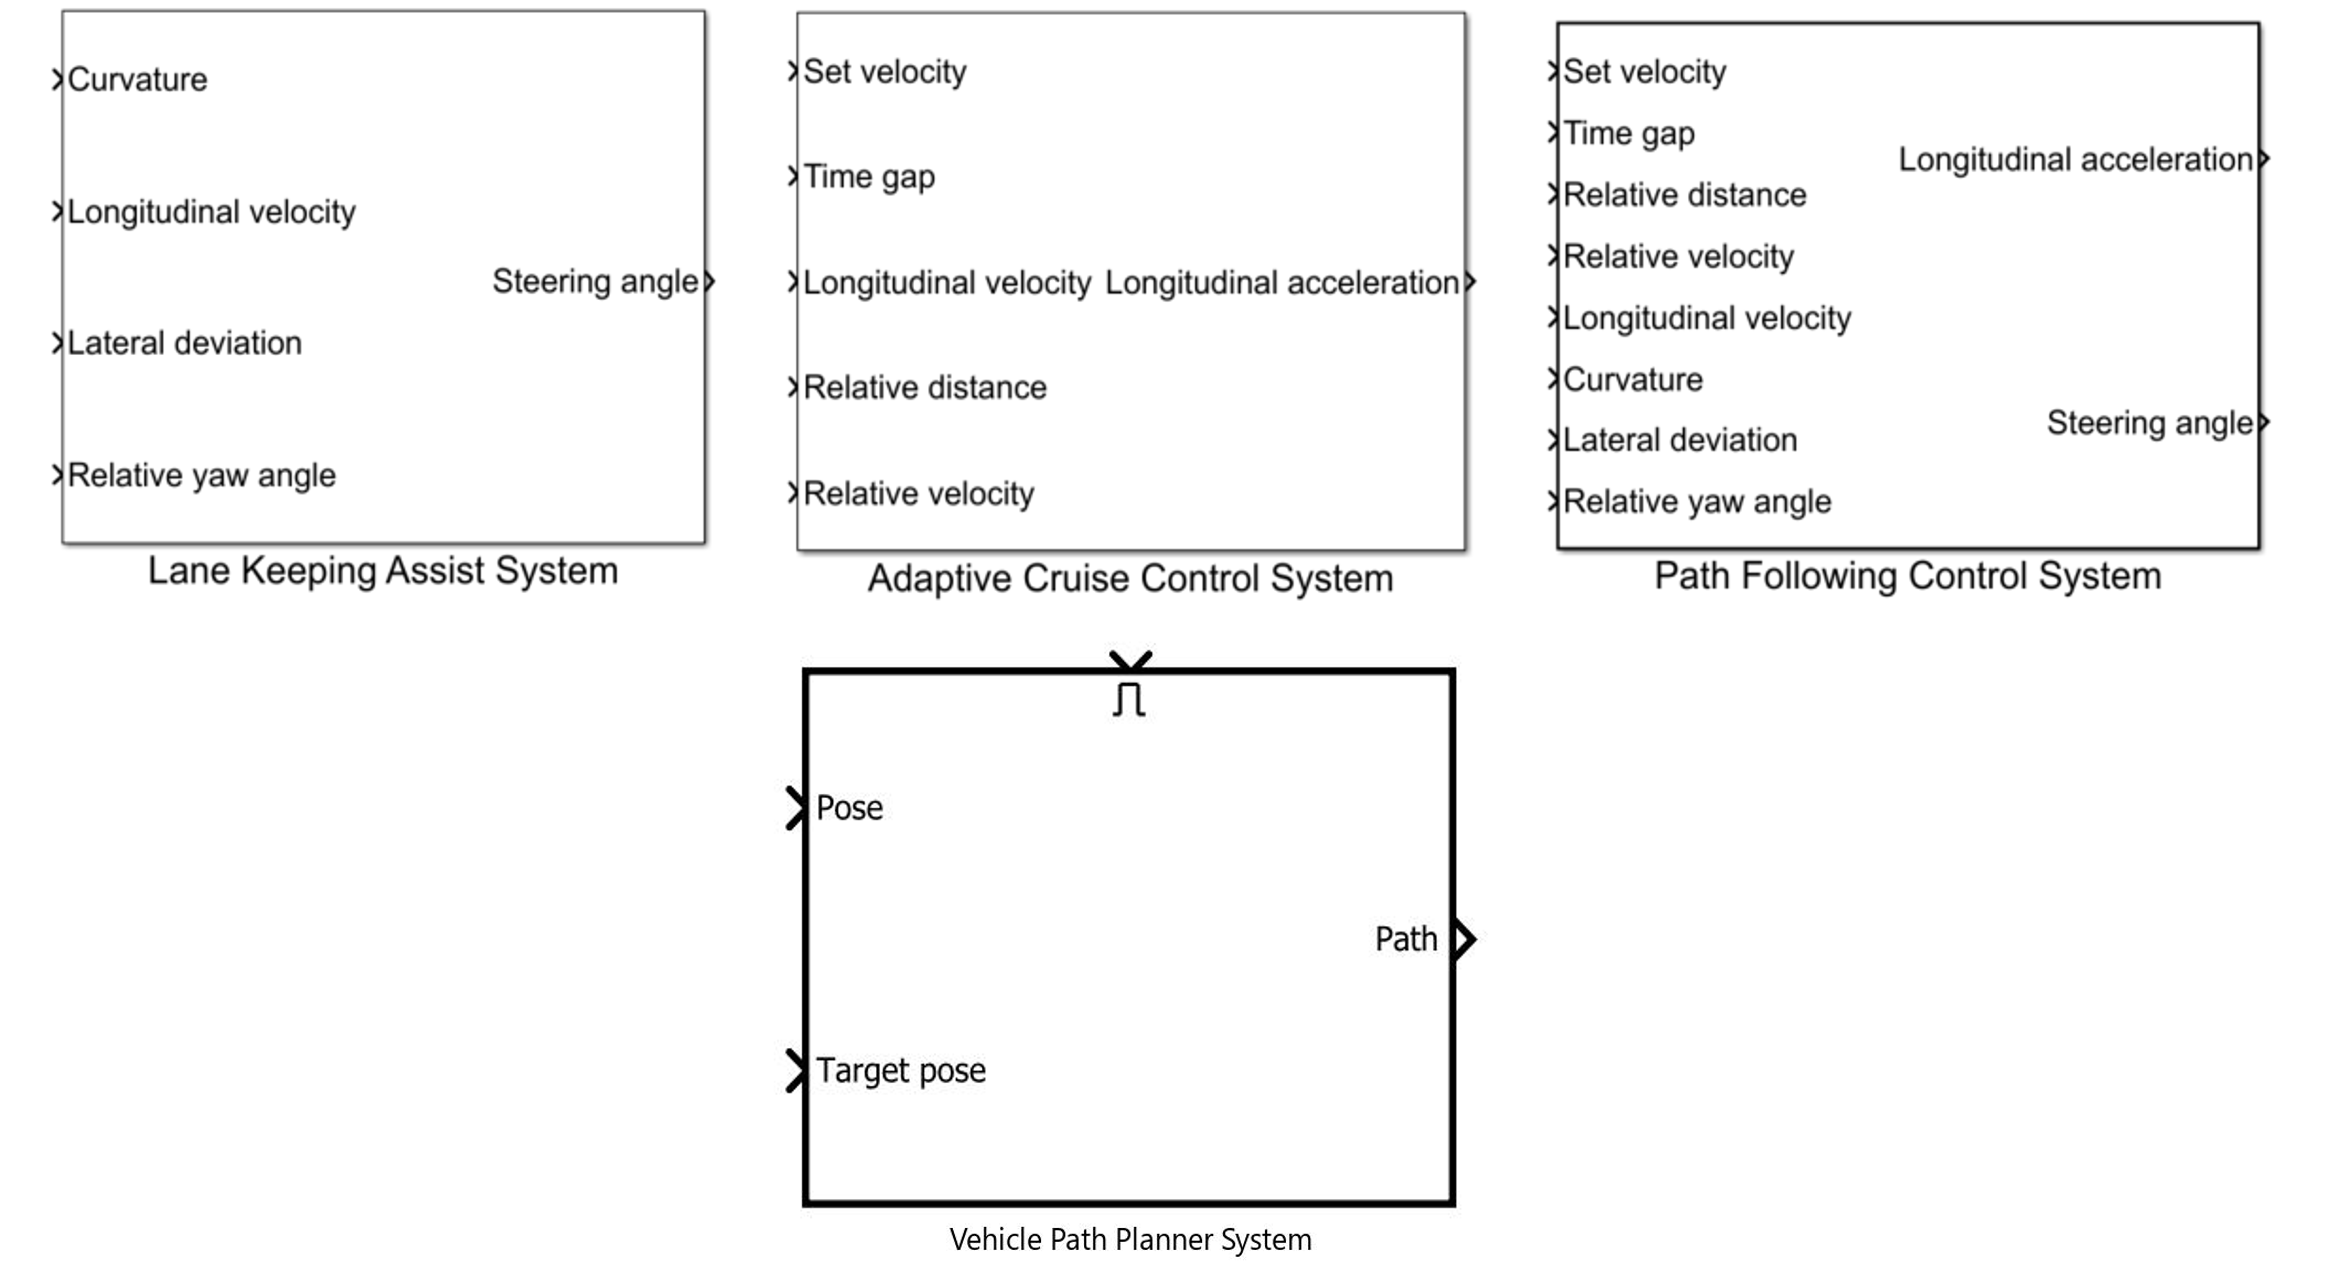 Curvature
Longitudinal velocity
Steering angle
Lateral deviation
Relative yaw angle
Lane Keeping Assist System
Set velocity
Time gap
Longitudinal velocity Longitudinal acceleration
Relative distance
Relative velocity
Adaptive Cruise Control System
Set velocity
Time gap
Longitudinal acceleration
Relative distance
Relative velocity
Longitudinal velocity
Curvature
Steering angle
Lateral deviation
Relative yaw angle
Path Following Control System
Pose
Path
Target pose
Vehicle Path Planner System